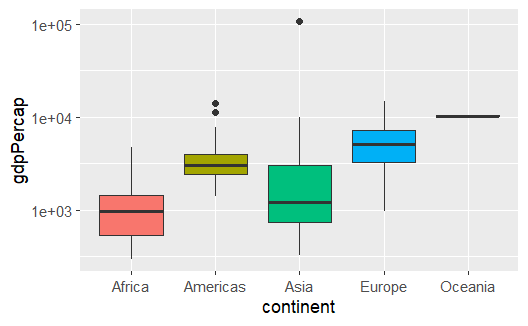 gdpPercap
1e+05
1e+04
1e+03
Africa Americas Asia Europe Oceania
continent